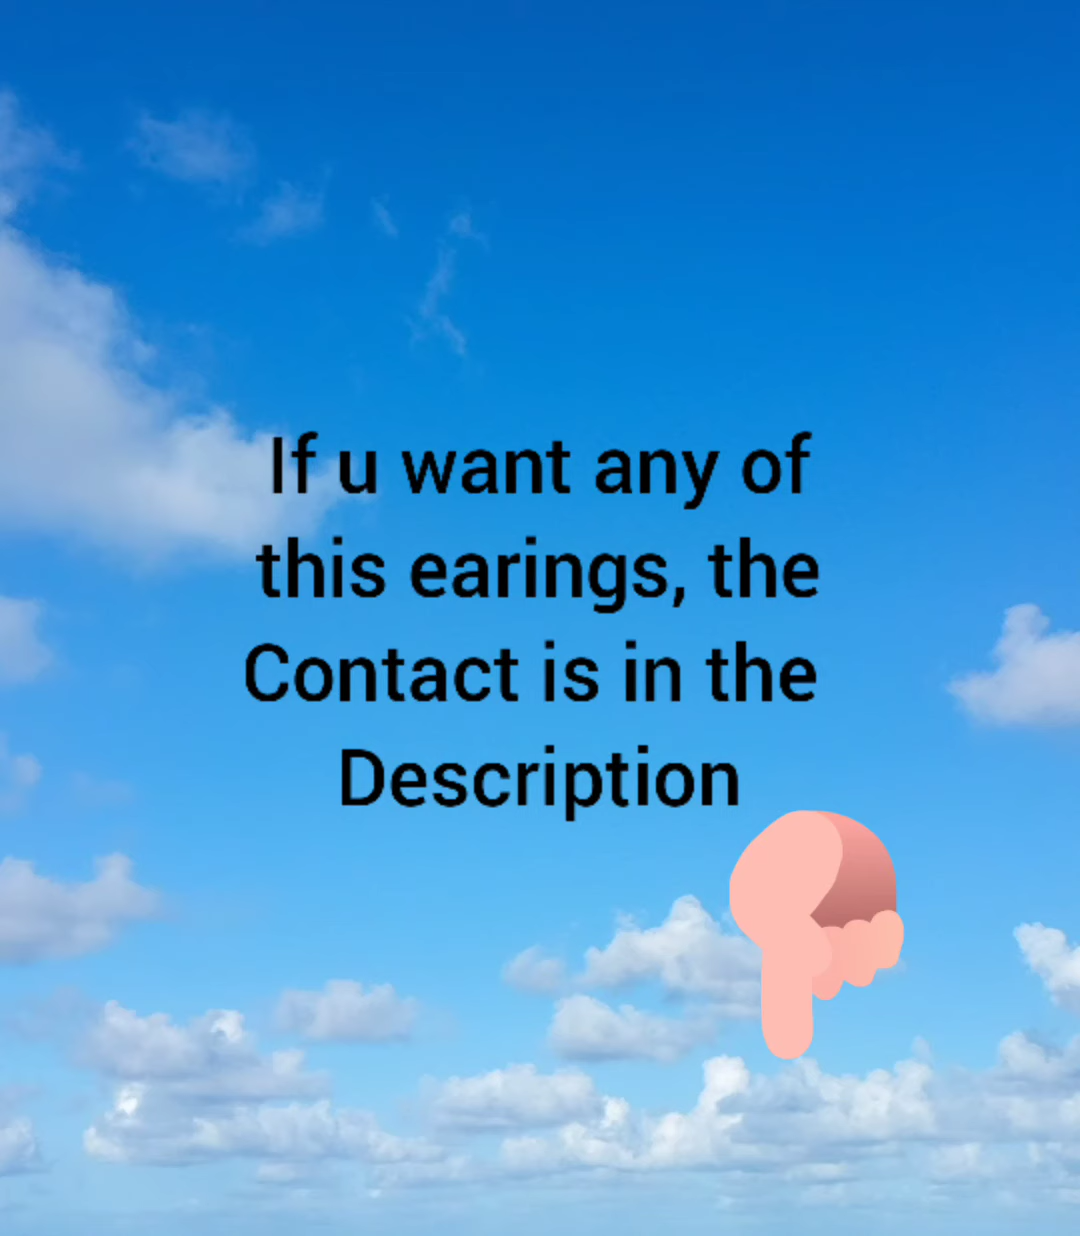 If u want any of
this earings, the
Contact is in the
Description